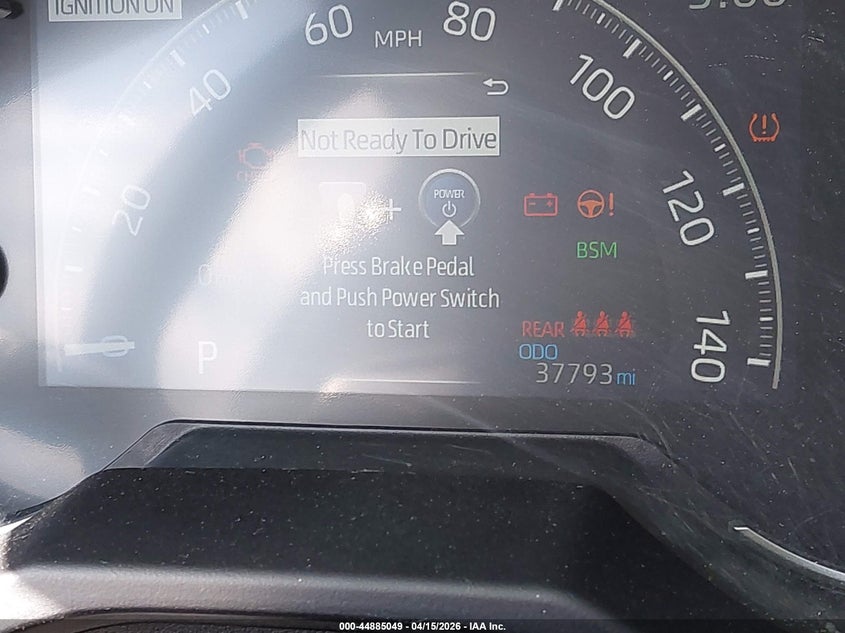 IGNITION ON
60
MPH
80
40
100
Not Ready To Drive
20
POWER
120
BSM
Press Brake Pedal
and Push Power Switch
to Start
REAR
0
P
ODO
37793 mi
140
000-44885049 - 04/15/2026 - IAA Inc.